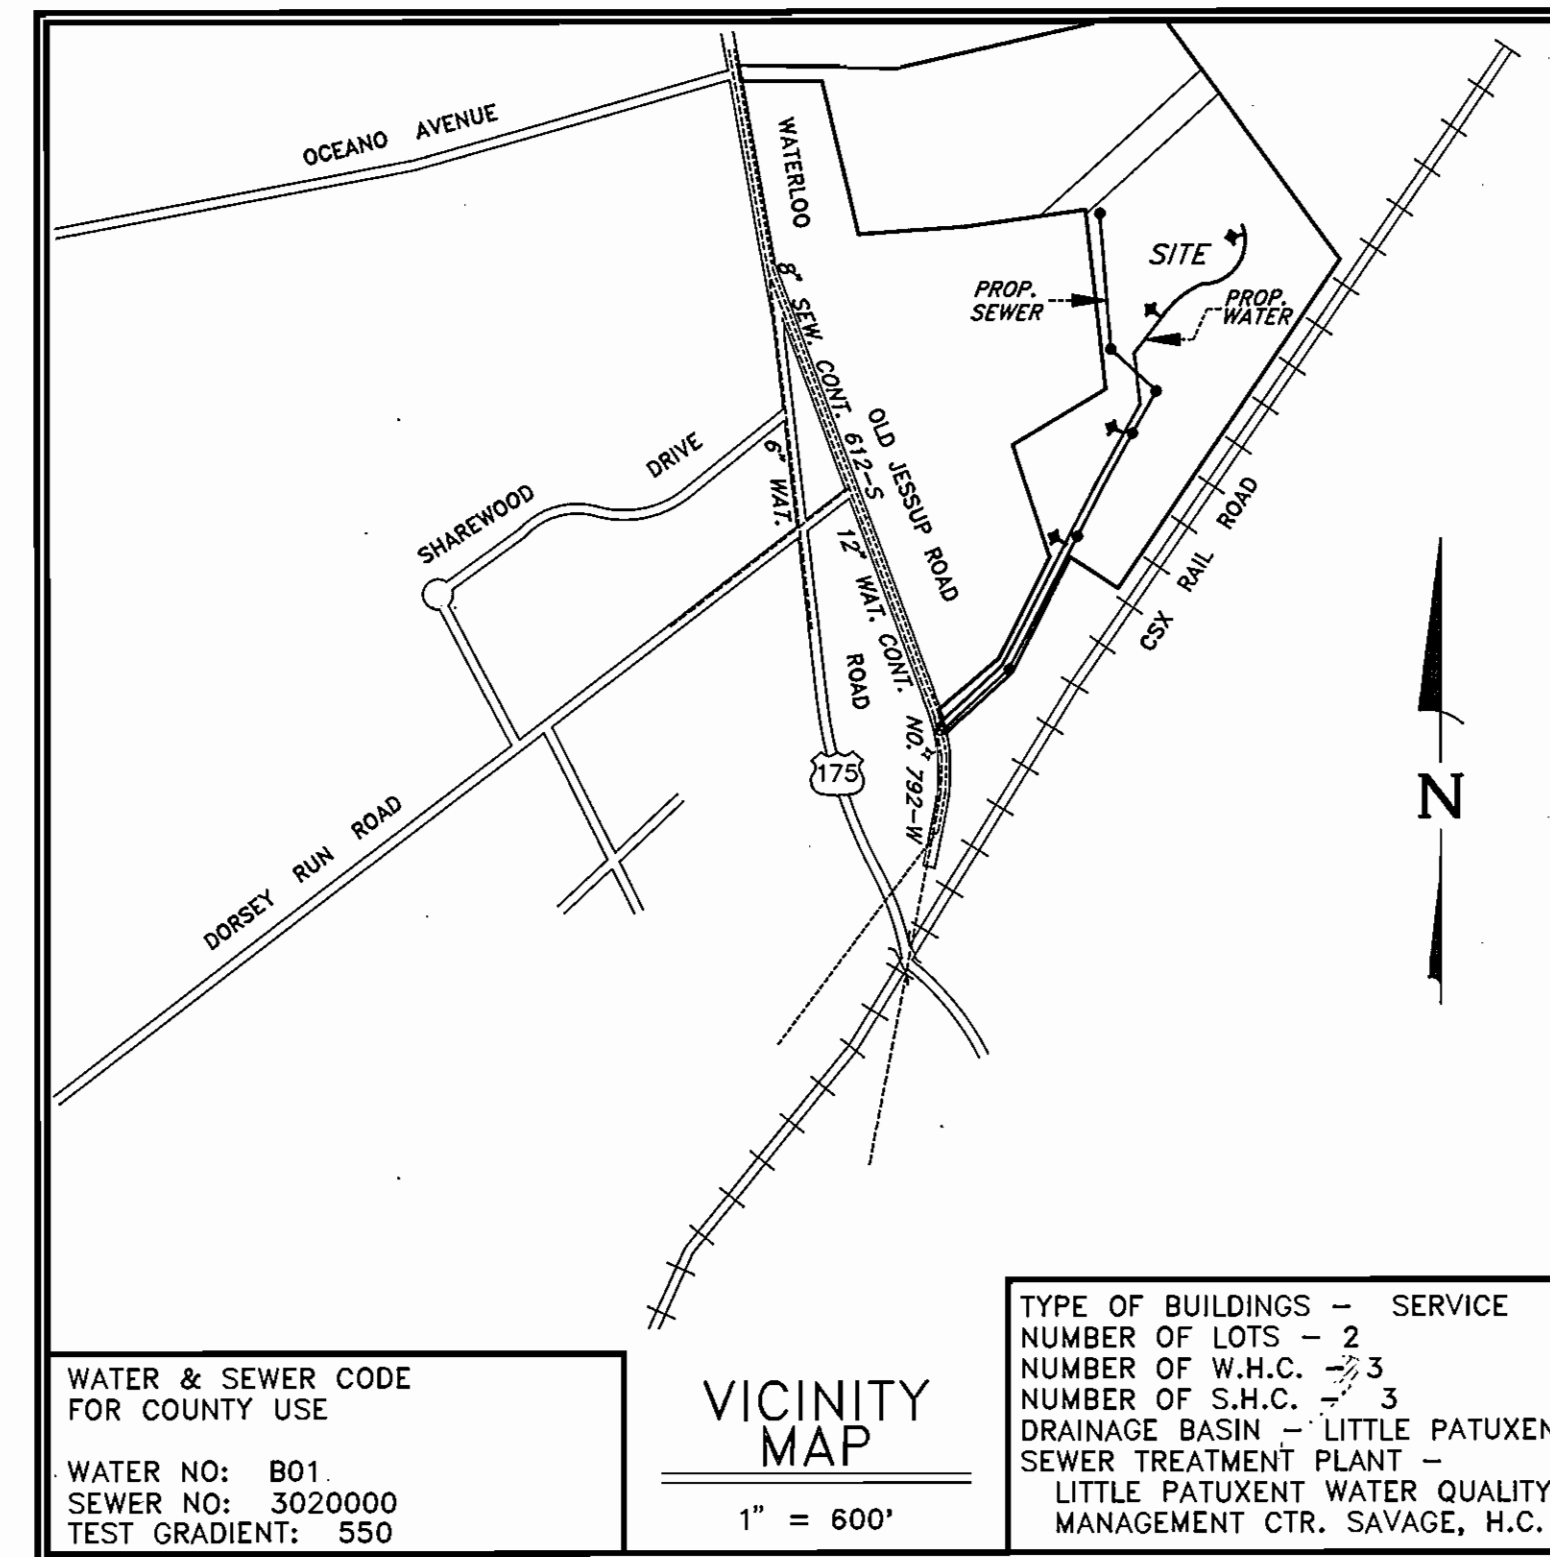 OCEANO AVENUE
WATERLOO
8" SEW. CONT. 612-S
SITE
PROP.
SEWER
PROP.
WATER
OLD JESSUP ROAD
SHAREWOOD DRIVE
6" WAT.
12" WAT. CONT. NO. 792-W
ROAD
CSX RAIL ROAD
175
DORSEY RUN ROAD
N
WATER & SEWER CODE
FOR COUNTY USE
WATER NO: B01
SEWER NO: 3020000
TEST GRADIENT: 550
VICINITY
MAP
1" = 600'
TYPE OF BUILDINGS - SERVICE
NUMBER OF LOTS - 2
NUMBER OF W.H.C. - 3
NUMBER OF S.H.C. - 3
DRAINAGE BASIN - LITTLE PATUXEN
SEWER TREATMENT PLANT -
LITTLE PATUXENT WATER QUALITY
MANAGEMENT CTR. SAVAGE, H.C.